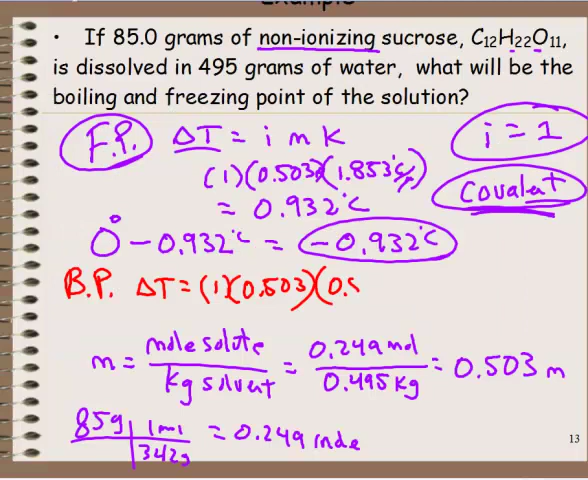 Example
• If 85.0 grams of non-ionizing sucrose, C₁₂H₂₂O₁₁,
is dissolved in 495 grams of water, what will be the
boiling and freezing point of the solution?
F.P. ΔT = i m K
i = 1
(1)(0.503)(1.853°C/m)
Covalent
= 0.932°C
0° - 0.932°C = -0.932°C
B.P. ΔT = (1)(0.503)(0.5
m = mole solute / kg solvent = 0.249 mol / 0.495 kg = 0.503 m
85g | 1 mol / 342g = 0.249 mole
13